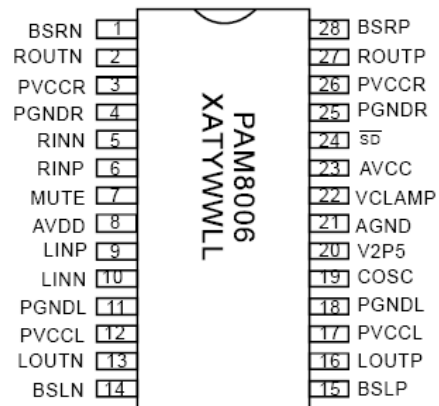 BSRN 1 28 BSRP
ROUTN 2 27 ROUTP
PVCCR 3 26 PVCCR
PGNDR 4 25 PGNDR
RINN 5 24 SD
RINP 6 23 AVCC
MUTE 7 22 VCLAMP
AVDD 8 21 AGND
LINP 9 20 V2P5
LINN 10 19 COSC
PGNDL 11 18 PGNDL
PVCCL 12 17 PVCCL
LOUTN 13 16 LOUTP
BSLN 14 15 BSLP
PAM8006
XATYWWLL